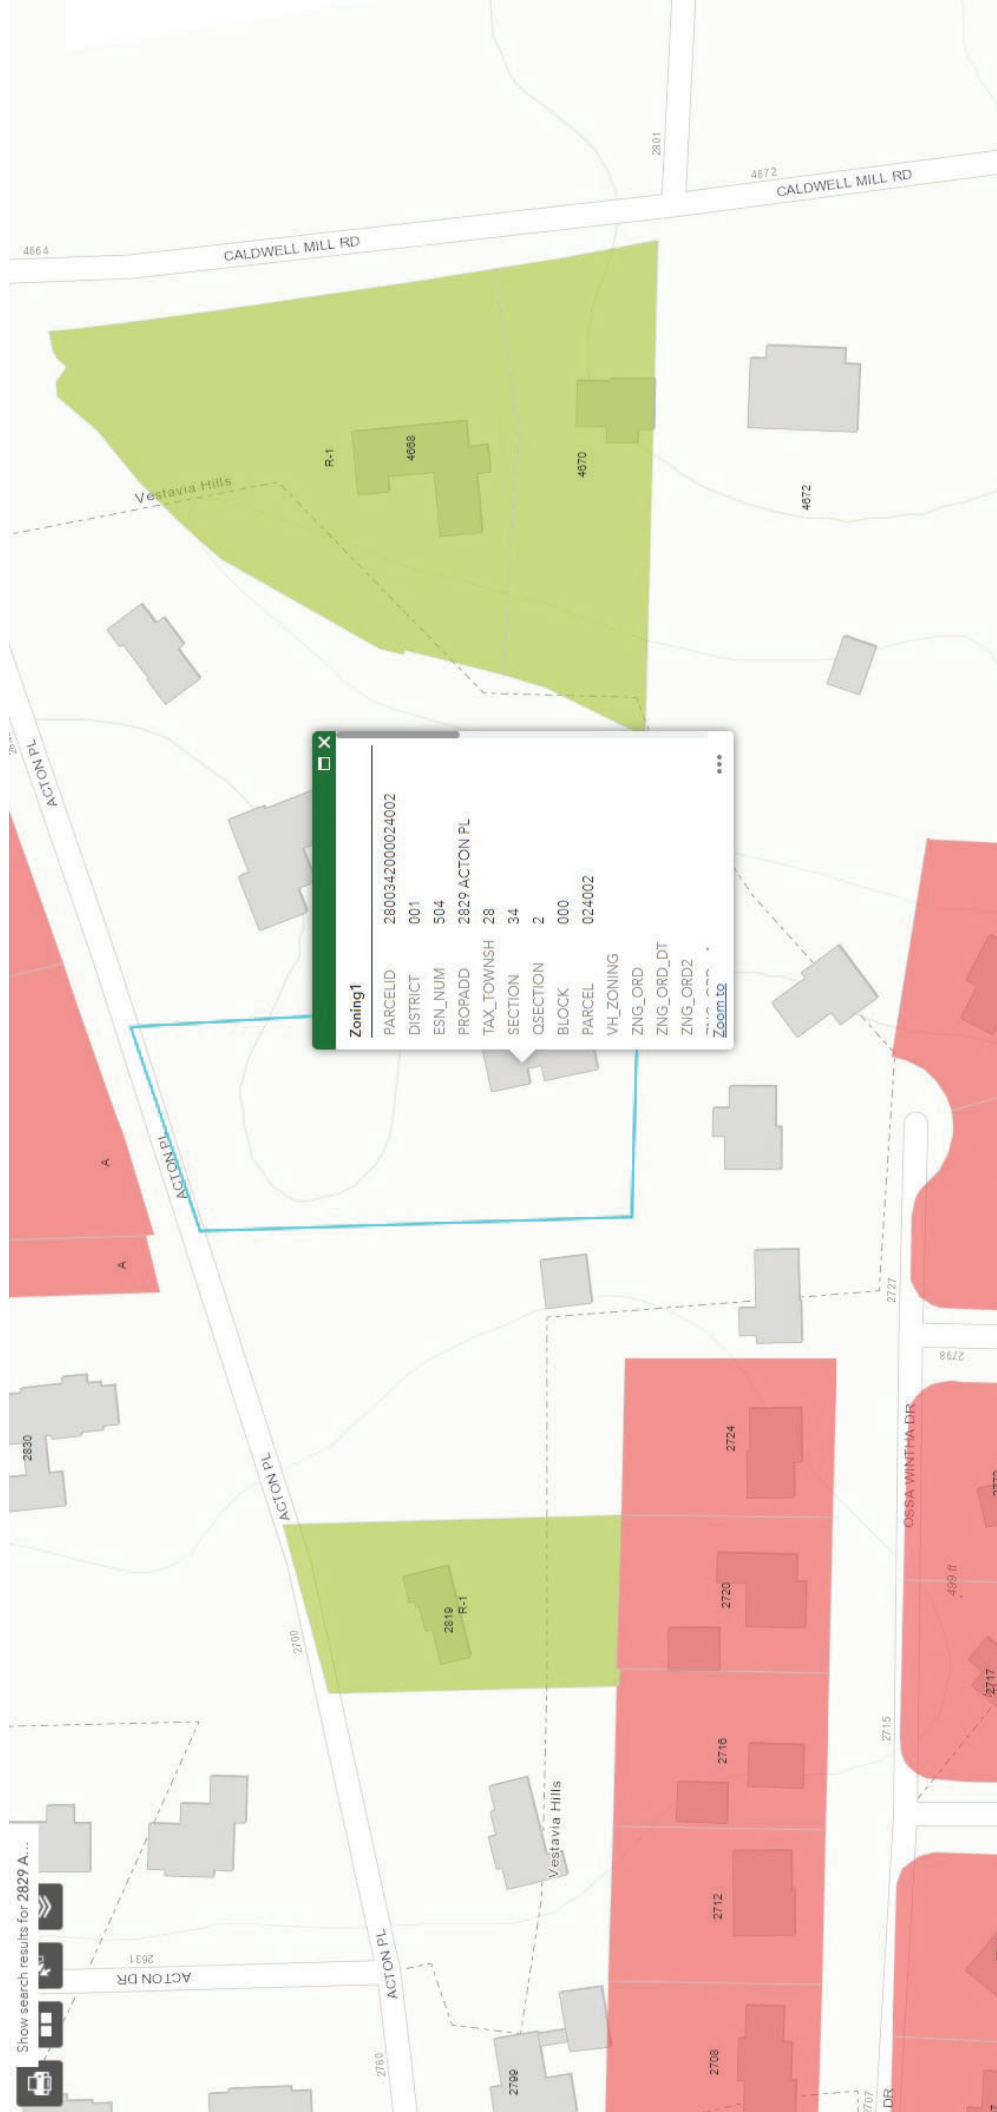 Show search results for 2829 A...
Zoning1
PARCELID 2800342000024002
DISTRICT 001
ESN_NUM 504
PROPADD 2829 ACTON PL
TAX_TOWNSH 28
SECTION 34
QSECTION 2
BLOCK 000
PARCEL 024002
VH_ZONING
ZNG_ORD
ZNG_ORD_DT
ZNG_ORD2
Zoom to
2830
A
A
ACTON PL
ACTON PL
ACTON PL
ACTON PL
ACTON DR
2631
2760
2700
2799
2819
R-1
Vestavia Hills
Vestavia Hills
R-1
4668
4670
4672
4664
CALDWELL MILL RD
CALDWELL MILL RD
4672
2801
2708
2712
2716
2720
2724
2727
2798
2715
2707
OSSA WINTHA DR
DR
499 ft
2717